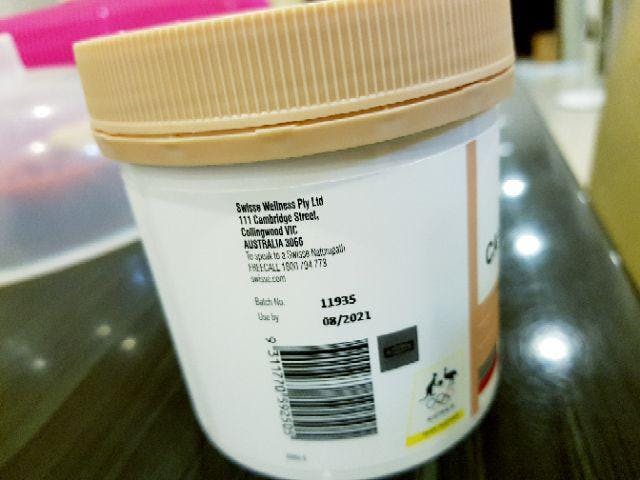 Swisse Wellness Pty Ltd
111 Cambridge Street,
Collingwood VIC
AUSTRALIA 3066
To speak to a Swisse Naturopath
FREECALL 1800 794 773
swisse.com
Batch No. 11935
Use by 08/2021